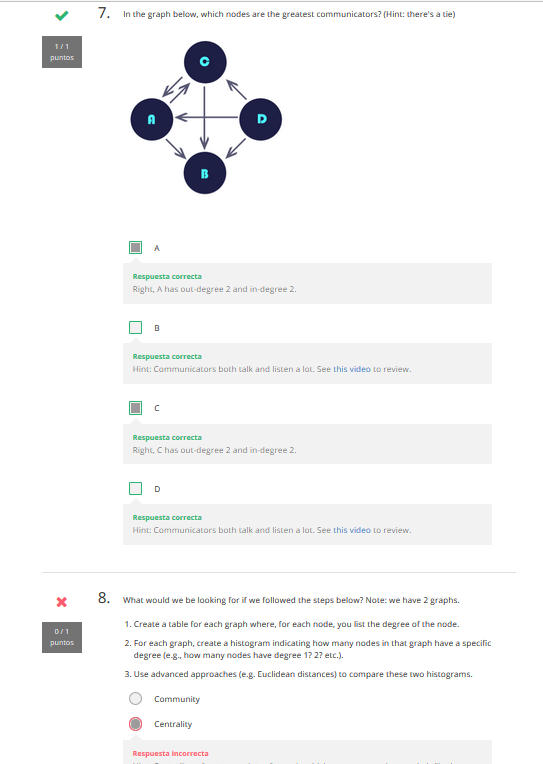 7. In the graph below, which nodes are the greatest communicators? (Hint: there's a tie)
1 / 1
puntos
C
A
D
B
A
Respuesta correcta
Right, A has out-degree 2 and in-degree 2.
B
Respuesta correcta
Hint: Communicators both talk and listen a lot. See this video to review.
C
Respuesta correcta
Right, C has out-degree 2 and in-degree 2.
D
Respuesta correcta
Hint: Communicators both talk and listen a lot. See this video to review.
8. What would we be looking for if we followed the steps below? Note: we have 2 graphs.
0 / 1
puntos
1. Create a table for each graph where, for each node, you list the degree of the node.
2. For each graph, create a histogram indicating how many nodes in that graph have a specific
degree (e.g., how many nodes have degree 1? 2? etc.).
3. Use advanced approaches (e.g. Euclidean distances) to compare these two histograms.
Community
Centrality
Respuesta incorrecta